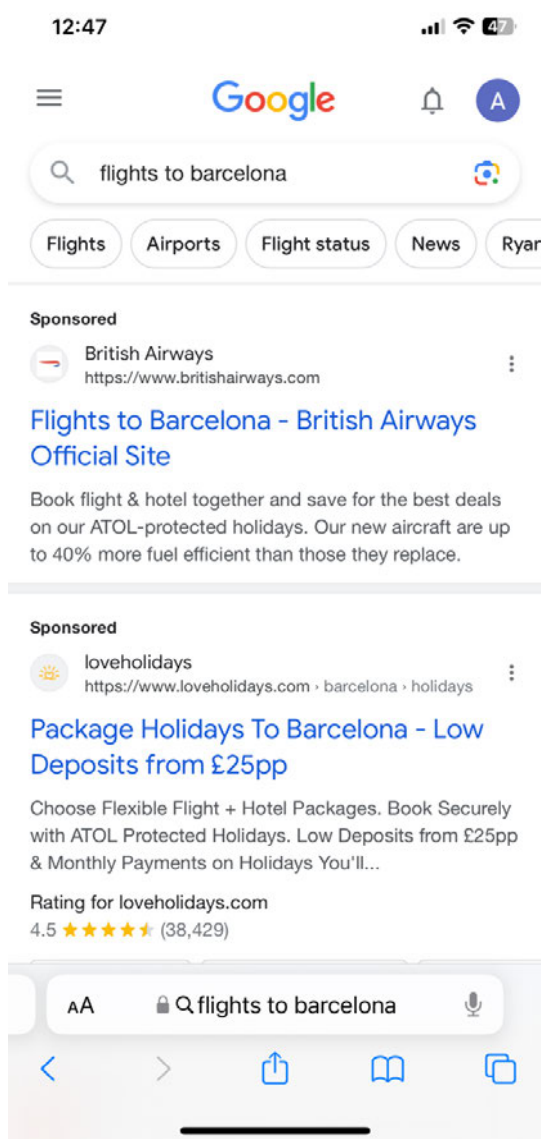 12:47
47
Google
A
flights to barcelona
Flights
Airports
Flight status
News
Ryan
Sponsored
British Airways
https://www.britishairways.com
Flights to Barcelona - British Airways
Official Site
Book flight & hotel together and save for the best deals
on our ATOL-protected holidays. Our new aircraft are up
to 40% more fuel efficient than those they replace.
Sponsored
loveholidays
https://www.loveholidays.com › barcelona › holidays
Package Holidays To Barcelona - Low
Deposits from £25pp
Choose Flexible Flight + Hotel Packages. Book Securely
with ATOL Protected Holidays. Low Deposits from £25pp
& Monthly Payments on Holidays You'll...
Rating for loveholidays.com
4.5 (38,429)
AA flights to barcelona